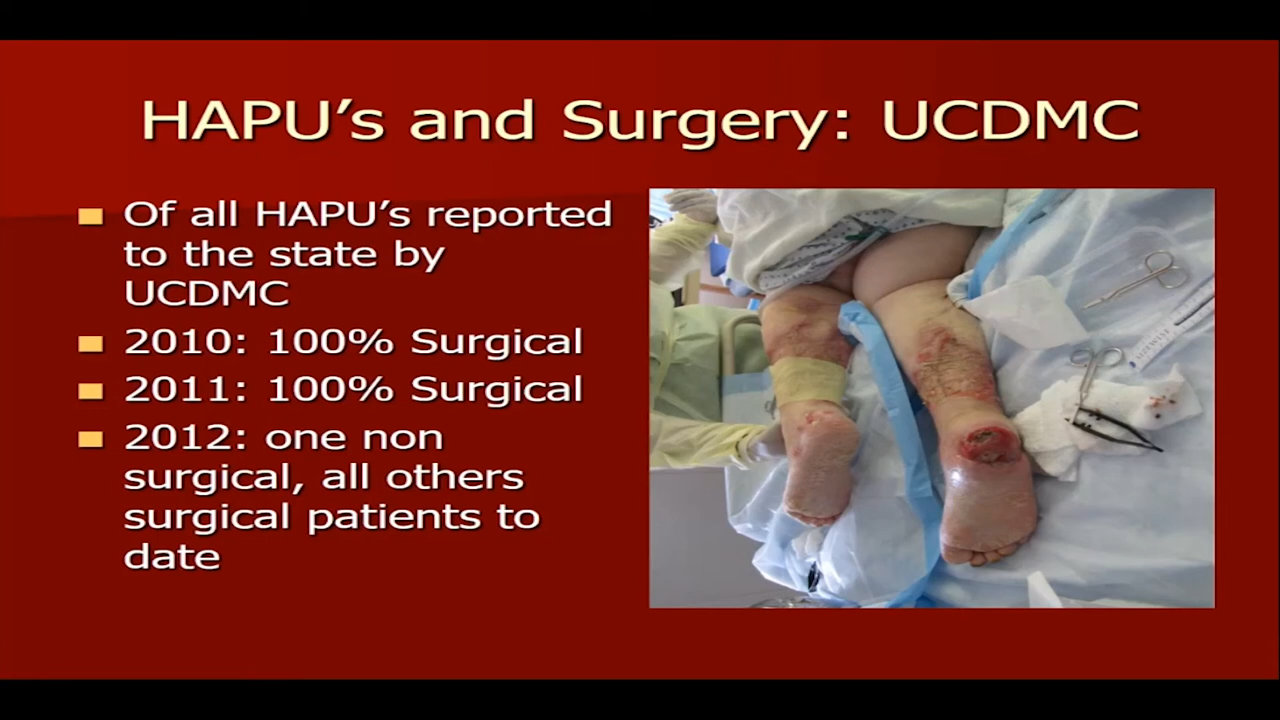 HAPU’s and Surgery: UCDMC
Of all HAPU’s reported
to the state by
UCDMC
2010: 100% Surgical
2011: 100% Surgical
2012: one non
surgical, all others
surgical patients to
date